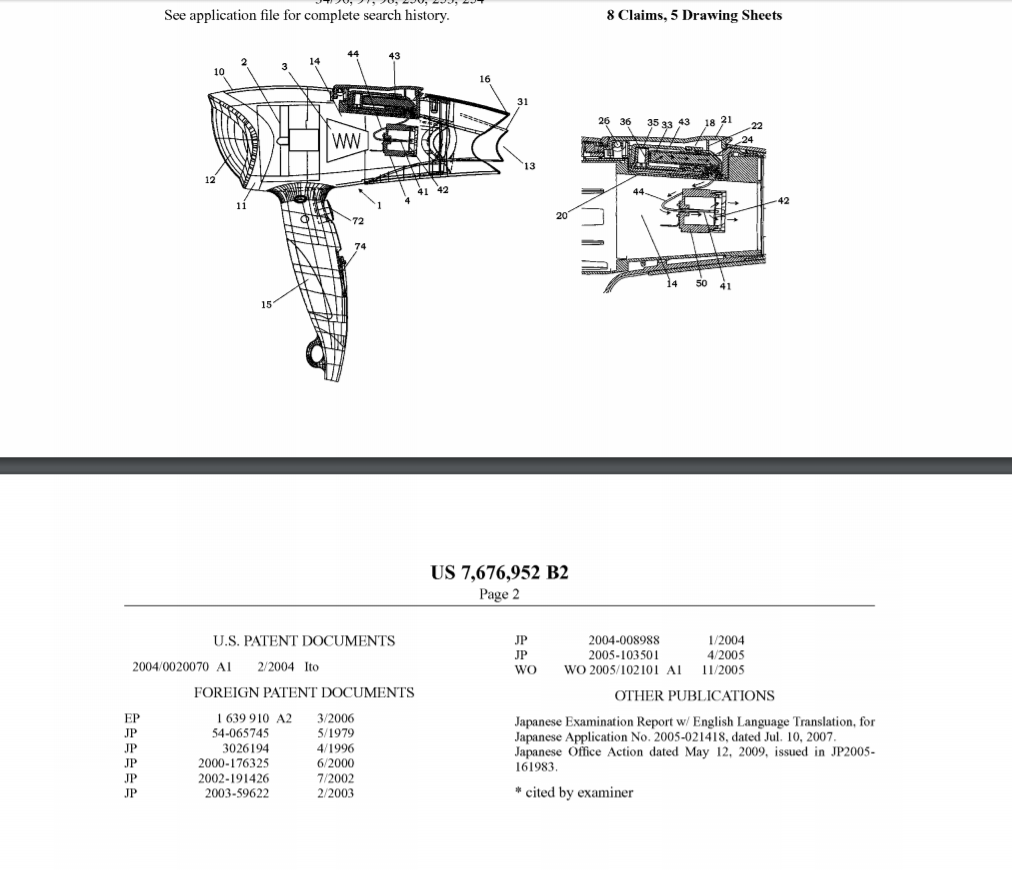 34/96, 97, 98, 250, 253, 254
See application file for complete search history.
8 Claims, 5 Drawing Sheets
44
43
2
14
3
10
16
31
13
12
11
41
42
4
1
72
74
15
26
36
35
33
43
18
21
22
24
44
42
20
14
50
41
US 7,676,952 B2
Page 2
U.S. PATENT DOCUMENTS
2004/0020070 A1 2/2004 Ito
FOREIGN PATENT DOCUMENTS
EP 1 639 910 A2 3/2006
JP 54-065745 5/1979
JP 3026194 4/1996
JP 2000-176325 6/2000
JP 2002-191426 7/2002
JP 2003-59622 2/2003
JP 2004-008988 1/2004
JP 2005-103501 4/2005
WO WO 2005/102101 A1 11/2005
OTHER PUBLICATIONS
Japanese Examination Report w/ English Language Translation, for
Japanese Application No. 2005-021418, dated Jul. 10, 2007.
Japanese Office Action dated May 12, 2009, issued in JP2005-
161983.
* cited by examiner